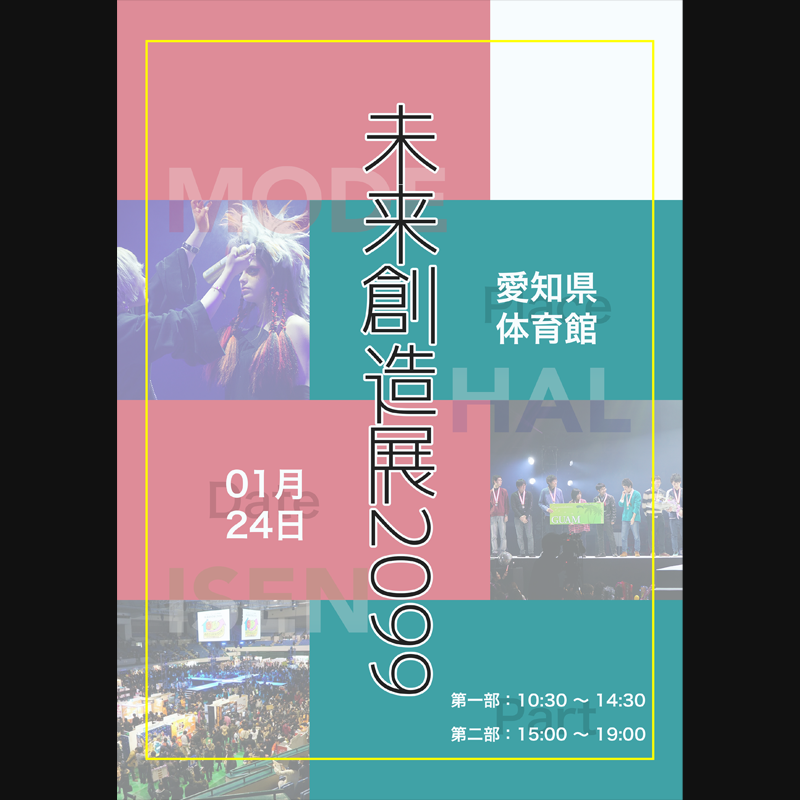 未来創造展2099
MODE
Place
愛知県
体育館
HAL
Date
01月
24日
GUAM
ISEN
Part
第一部：10:30 〜 14:30
第二部：15:00 〜 19:00